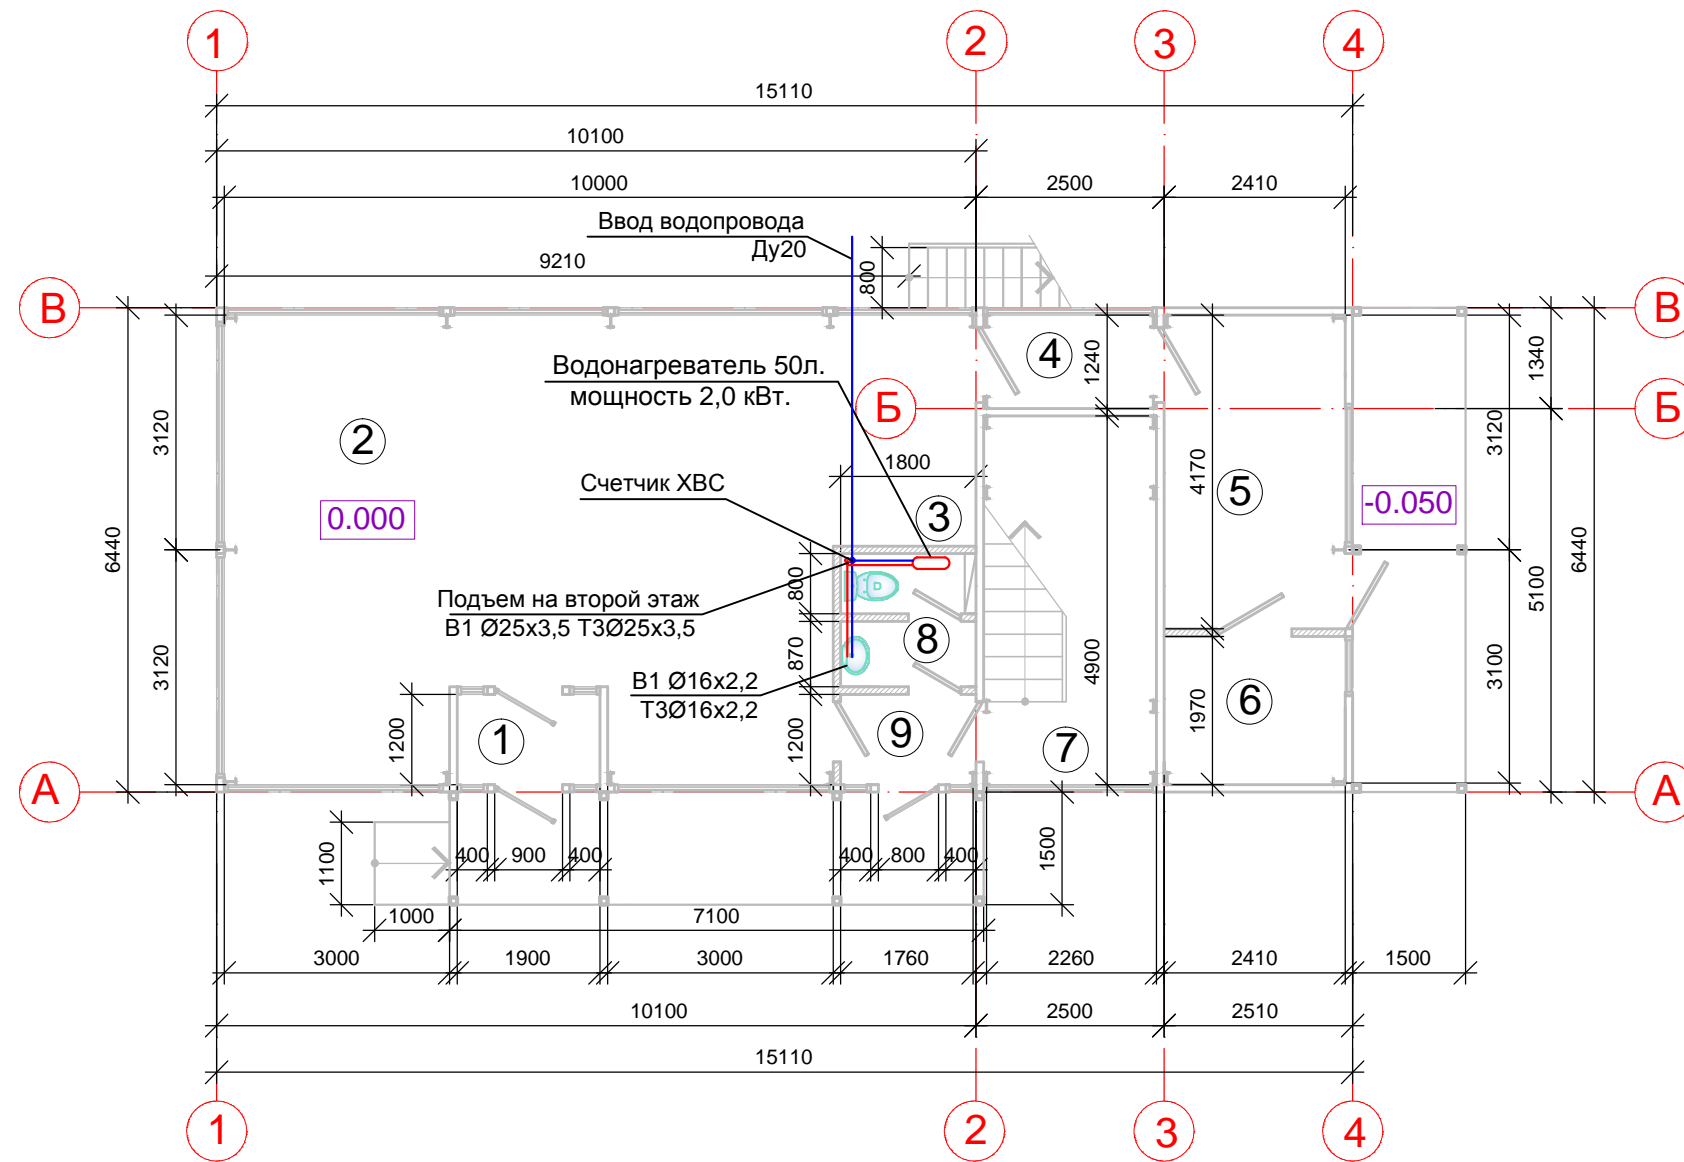 1 2 3 4
15110
10100
10000 2500 2410
Ввод водопровода
Ду20
9210
800
В В
Водонагреватель 50л.
мощность 2,0 кВт.
4
1240
1340
Б Б
3120
2
1800
3120
4170
Счетчик ХВС
5
-0.050
0.000
3
6440
6440
5100
Подъем на второй этаж
В1 Ø25х3,5 Т3Ø25х3,5
800
8
870
4900
3120
В1 Ø16х2,2
Т3Ø16х2,2
3100
6
1970
1200
1
1200
9
7
А А
1100
400 900 400
400 800 400
1500
1000 7100
3000 1900 3000 1760 2260 2410 1500
10100 2500 2510
15110
1 2 3 4